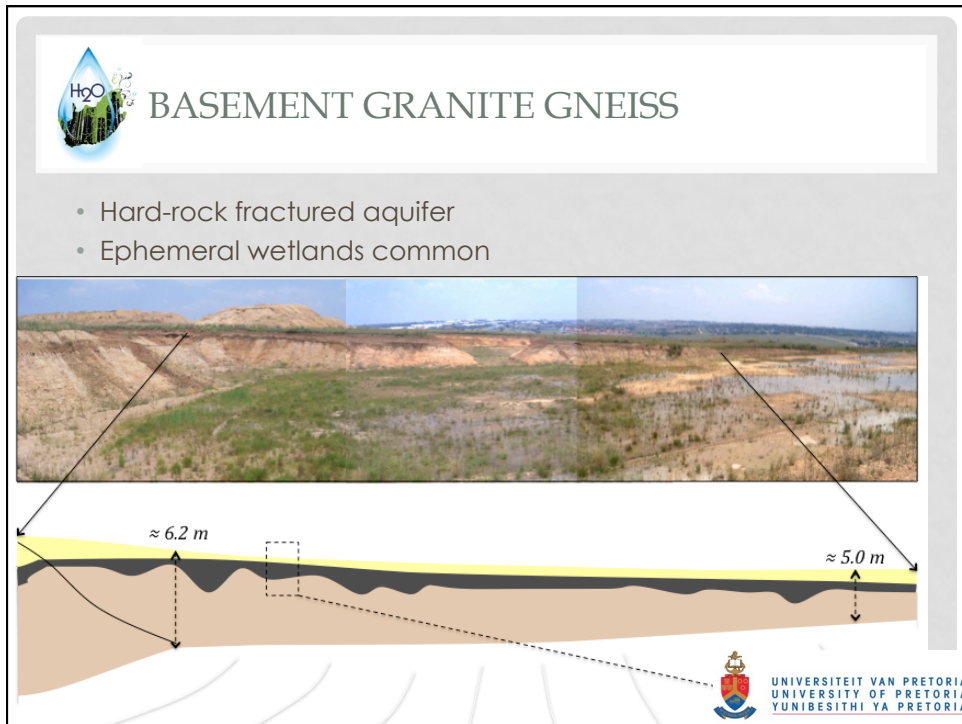 H2O
BASEMENT GRANITE GNEISS
• Hard-rock fractured aquifer
• Ephemeral wetlands common
≈ 6.2 m
≈ 5.0 m
UNIVERSITEIT VAN PRETORIA
UNIVERSITY OF PRETORIA
YUNIBESITHI YA PRETORIA